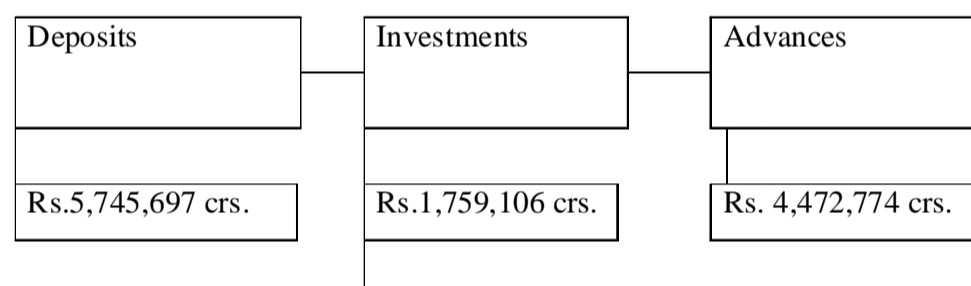 Deposits
Investments
Advances
Rs.5,745,697 crs.
Rs.1,759,106 crs.
Rs. 4,472,774 crs.